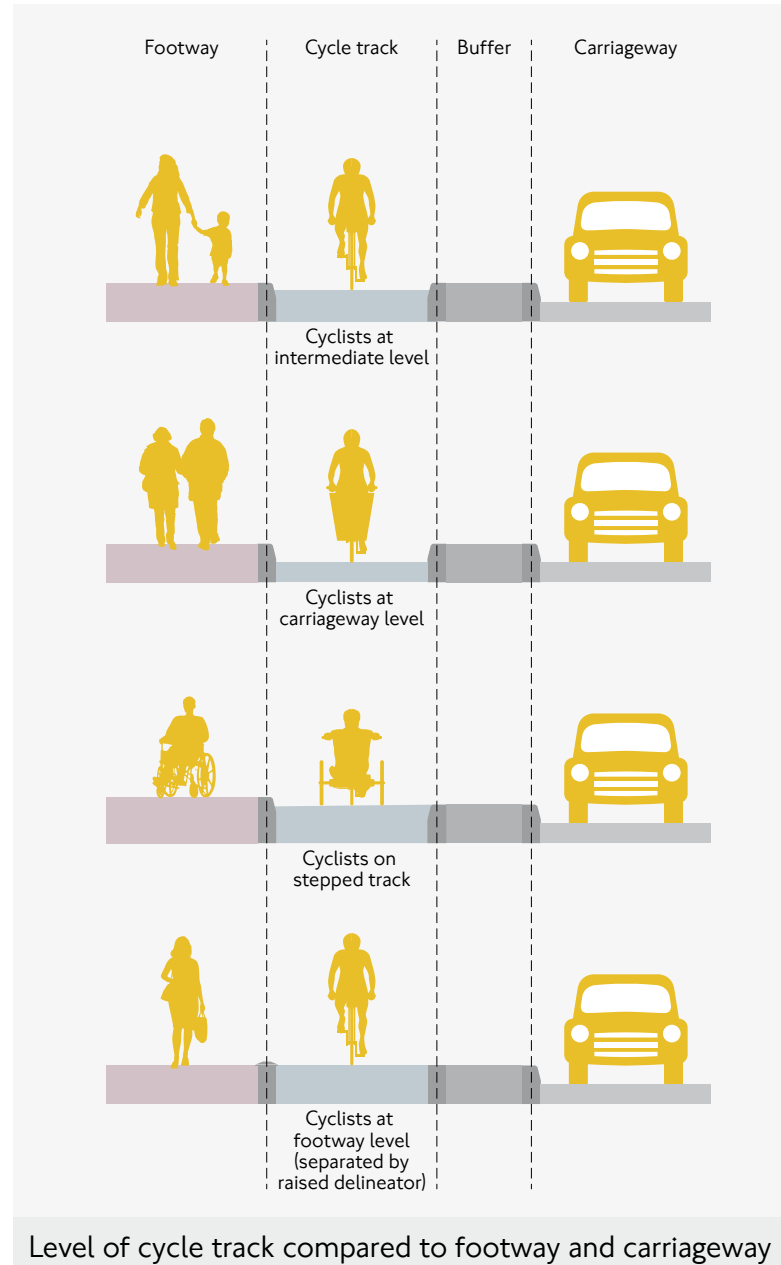 Footway Cycle track Buffer Carriageway
Cyclists at
intermediate level
Cyclists at
carriageway level
Cyclists on
stepped track
Cyclists at
footway level
(separated by
raised delineator)
Level of cycle track compared to footway and carriageway